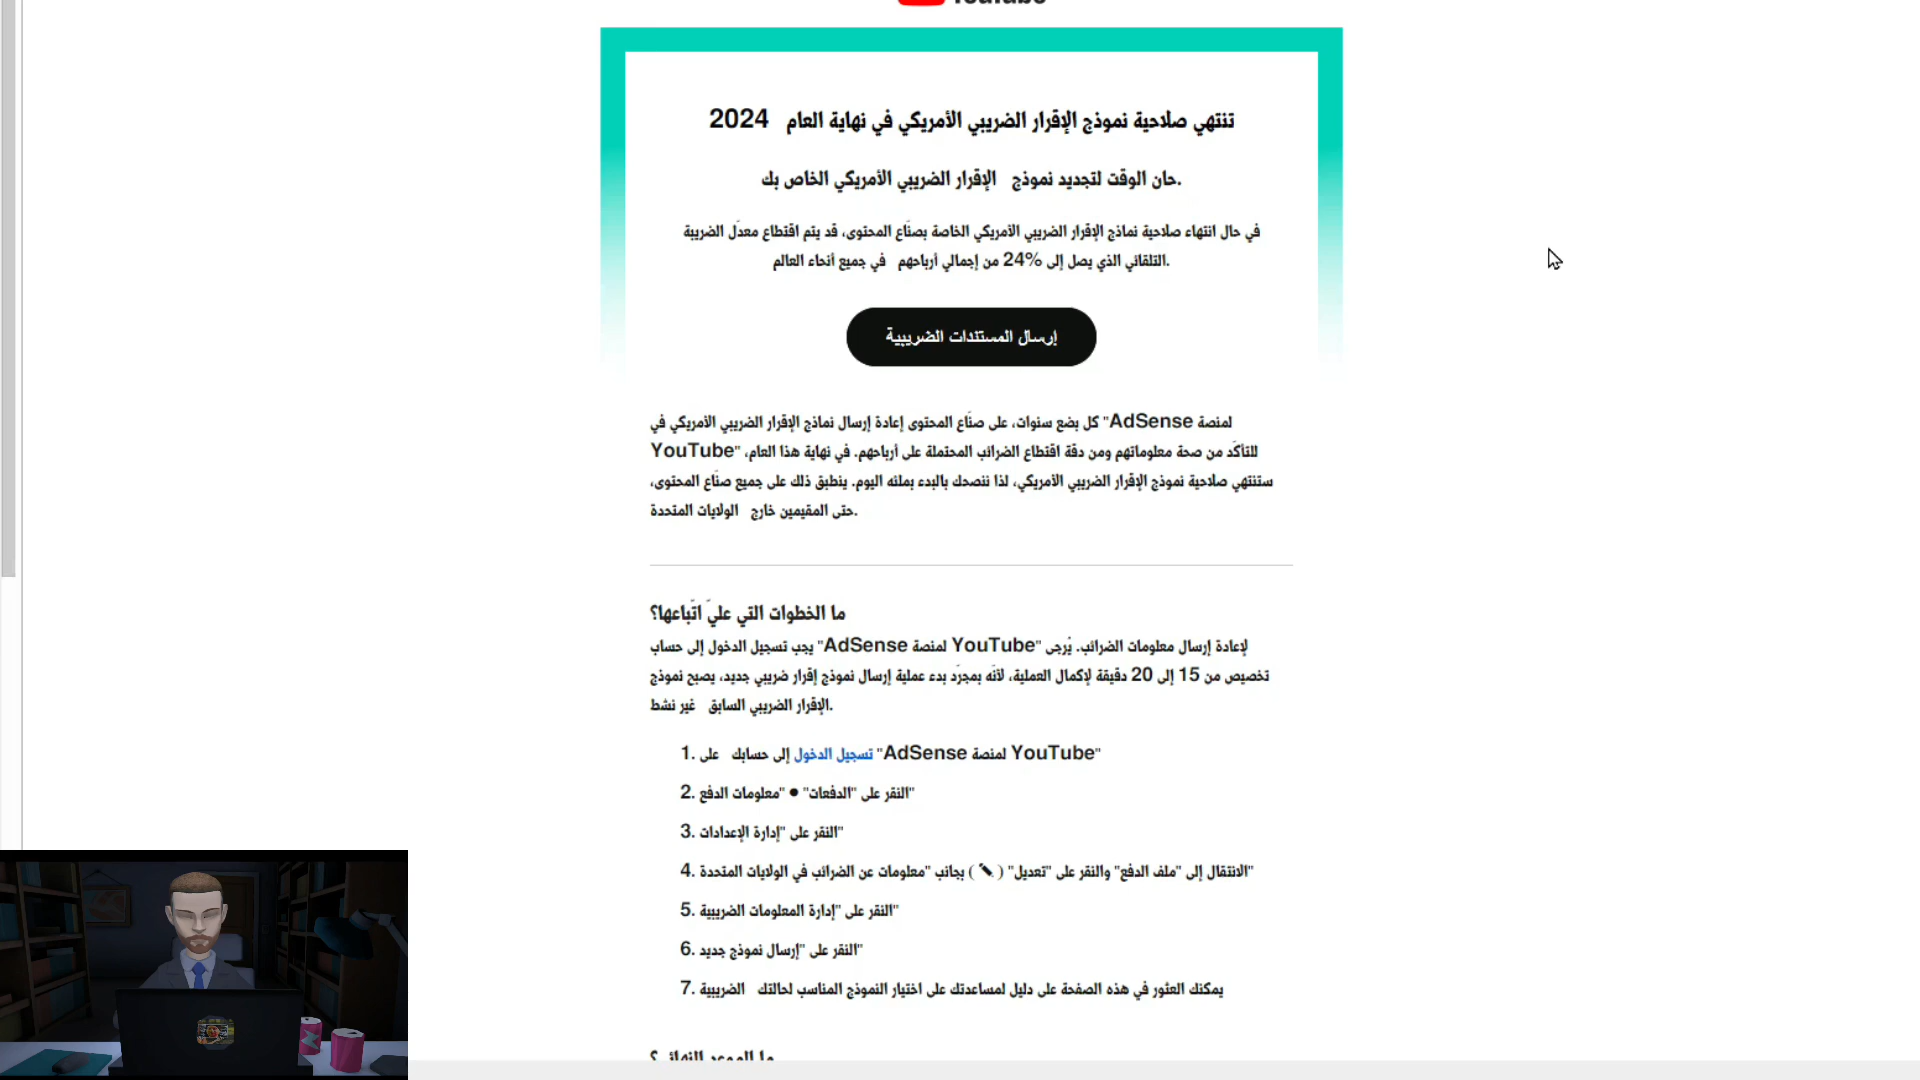 YouTube
تنتهي صلاحية نموذج الإقرار الضريبي الأمريكي في نهاية العام 2024
حان الوقت لتجديد نموذج الإقرار الضريبي الأمريكي الخاص بك.
في حال انتهاء صلاحية نماذج الإقرار الضريبي الأمريكي الخاصة بصنّاع المحتوى، قد يتم اقتطاع معدّل الضريبة
التلقائي الذي يصل إلى 24% من إجمالي أرباحهم في جميع أنحاء العالم.
إرسال المستندات الضريبية
كل بضع سنوات، على صنّاع المحتوى إعادة إرسال نماذج الإقرار الضريبي الأمريكي في "AdSense لمنصة
YouTube" للتأكّد من صحة معلوماتهم ومن دقة اقتطاع الضرائب المحتملة على أرباحهم. في نهاية هذا العام،
ستنتهي صلاحية نموذج الإقرار الضريبي الأمريكي، لذا ننصحك بالبدء بملئه اليوم. ينطبق ذلك على جميع صنّاع المحتوى،
حتى المقيمين خارج الولايات المتحدة.
ما الخطوات التي عليّ اتّباعها؟
يجب تسجيل الدخول إلى حساب "AdSense لمنصة YouTube" لإعادة إرسال معلومات الضرائب. يُرجى
تخصيص من 15 إلى 20 دقيقة لإكمال العملية، لأنّه بمجرّد بدء عملية إرسال نموذج إقرار ضريبي جديد، يصبح نموذج
الإقرار الضريبي السابق غير نشط.
1. تسجيل الدخول إلى حسابك على "AdSense لمنصة YouTube"
2. النقر على "الدفعات" ● "معلومات الدفع"
3. النقر على "إدارة الإعدادات"
4. الانتقال إلى "ملف الدفع" والنقر على "تعديل" (✎) بجانب "معلومات عن الضرائب في الولايات المتحدة"
5. النقر على "إدارة المعلومات الضريبية"
6. النقر على "إرسال نموذج جديد"
7. يمكنك العثور في هذه الصفحة على دليل لمساعدتك على اختيار النموذج المناسب لحالتك الضريبية
ما الموعد النهائي؟